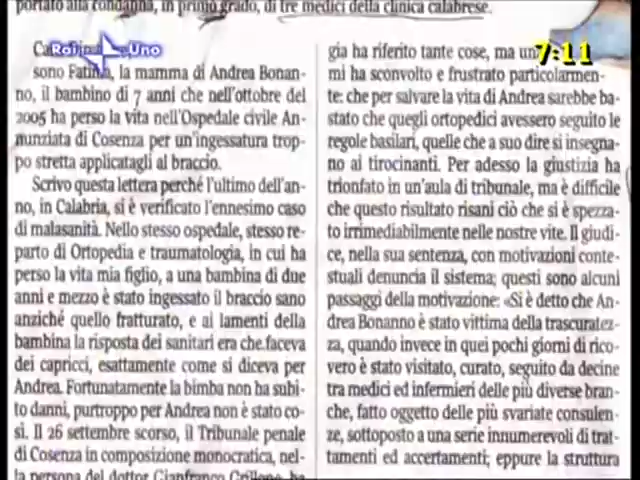 portato alla condanna, in primo grado, di tre medici della clinica calabrese.
Rai Uno
7:11
Ca
sono Fatima, la mamma di Andrea Bonan-
no, il bambino di 7 anni che nell'ottobre del
2005 ha perso la vita nell'Ospedale civile An-
nunziata di Cosenza per un'ingessatura trop-
po stretta applicatagli al braccio.
Scrivo questa lettera perché l'ultimo dell'an-
no, in Calabria, si è verificato l'ennesimo caso
di malasanità. Nello stesso ospedale, stesso re-
parto di Ortopedia e traumatologia, in cui ha
perso la vita mia figlio, a una bambina di due
anni e mezzo è stato ingessato il braccio sano
anziché quello fratturato, e ai lamenti della
bambina la risposta dei sanitari era che faceva
dei capricci, esattamente come si diceva per
Andrea. Fortunatamente la bimba non ha subi-
to danni, purtroppo per Andrea non è stato co-
sì. Il 26 settembre scorso, il Tribunale penale
di Cosenza in composizione monocratica, nel-
la persona del dottor Gianfranco Grillone, ha
gia ha riferito tante cose, ma un
mi ha sconvolto e frustrato particolarmen-
te: che per salvare la vita di Andrea sarebbe ba-
stato che quegli ortopedici avessero seguito le
regole basilari, quelle che a suo dire si insegna-
no ai tirocinanti. Per adesso la giustizia ha
trionfato in un'aula di tribunale, ma è difficile
che questo risultato risani ciò che si è spezza-
to irrimediabilmente nelle nostre vite. Il giudi-
ce, nella sua sentenza, con motivazioni conte-
stuali denuncia il sistema; questi sono alcuni
passaggi della motivazione: «Si è detto che An-
drea Bonanno è stato vittima della trascuratez-
za, quando invece in quei pochi giorni di rico-
vero è stato visitato, curato, seguito da decine
tra medici ed infermieri delle più diverse bran-
che, fatto oggetto delle più svariate consulen-
ze, sottoposto a una serie innumerevoli di trat-
tamenti ed accertamenti; eppure la struttura